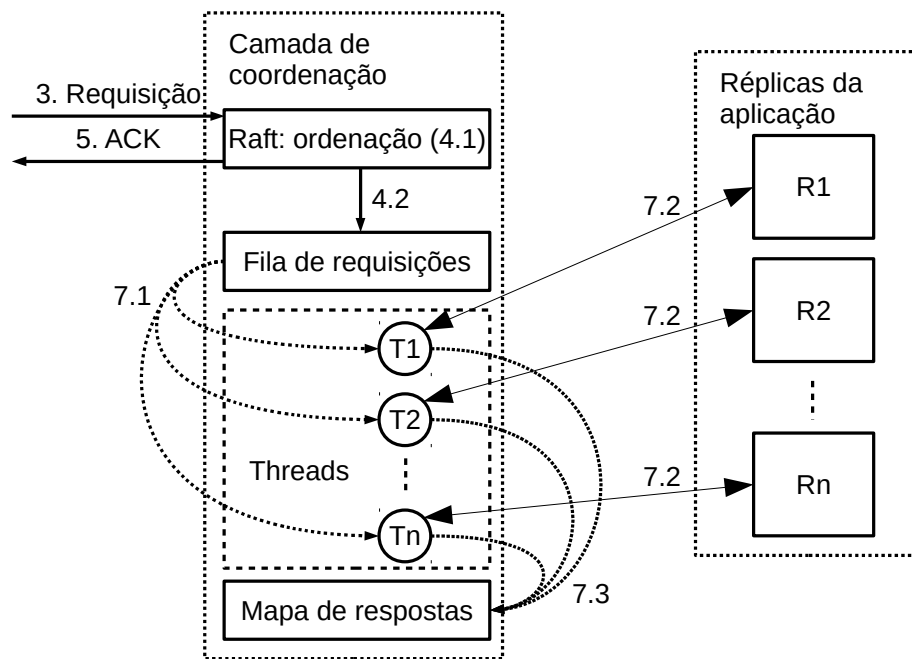 Camada de
coordenação
3. Requisição
Raft: ordenação (4.1)
5. ACK
4.2
Fila de requisições
7.1
T1
T2
Threads
Tn
Mapa de respostas
7.3
7.2
7.2
7.2
Réplicas da
aplicação
R1
R2
Rn